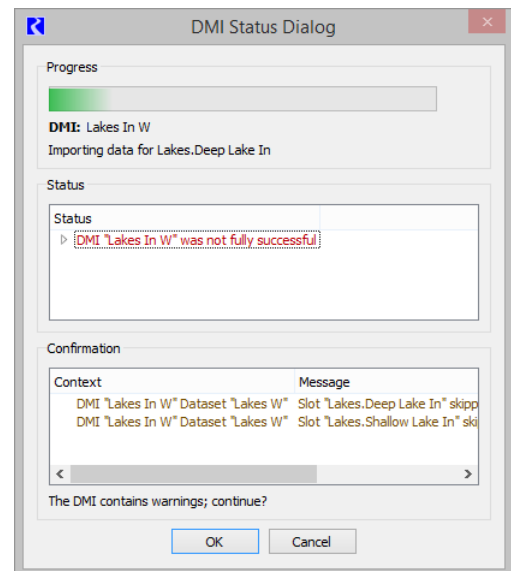 DMI Status Dialog
Progress
DMI: Lakes In W
Importing data for Lakes.Deep Lake In
Status
Status
DMI "Lakes In W" was not fully successful
Confirmation
Context Message
DMI "Lakes In W" Dataset "Lakes W" Slot "Lakes.Deep Lake In" skipp
DMI "Lakes In W" Dataset "Lakes W" Slot "Lakes.Shallow Lake In" ski
The DMI contains warnings; continue?
OK Cancel